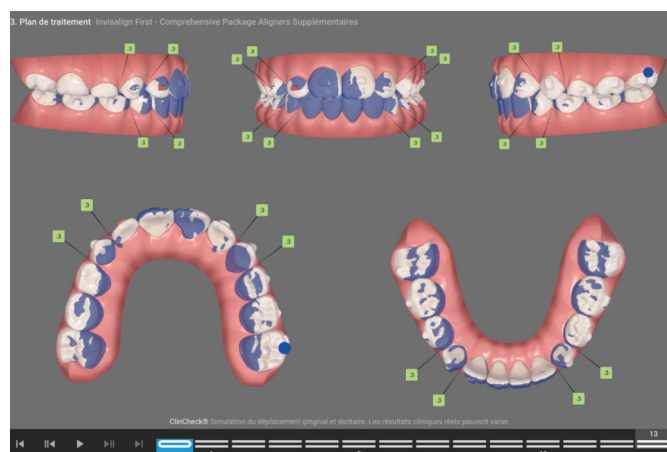 3. Plan de traitement Invisalign First - Comprehensive Package Aligners Supplémentaires
.3 .3 .3 .3 .3 .3 .3 .3
.3 .3
.3 .3 .3 .3 .3 .3
.3 .3
.3 .3
.3 .3
.3 .3
ClinCheck® Simulation du déplacement gingival et dentaire. Les résultats cliniques réels peuvent varier.
13